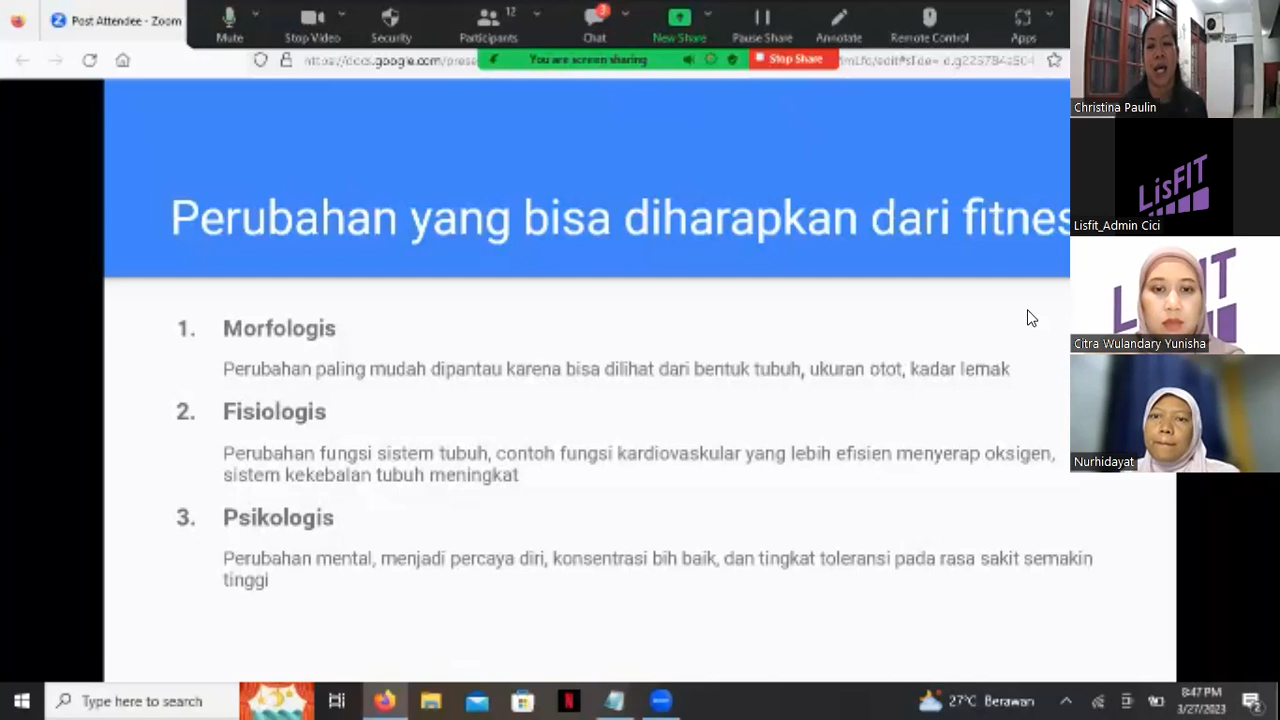 Post Attendee - Zoom
Mute
Stop Video
Security
12
Participants
3
Chat
New Share
Pause Share
Annotate
Remote Control
Apps
You are screen sharing
Stop Share
Perubahan yang bisa diharapkan dari fitnes
1. Morfologis
Perubahan paling mudah dipantau karena bisa dilihat dari bentuk tubuh, ukuran otot, kadar lemak
2. Fisiologis
Perubahan fungsi sistem tubuh, contoh fungsi kardiovaskular yang lebih efisien menyerap oksigen,
sistem kekebalan tubuh meningkat
3. Psikologis
Perubahan mental, menjadi percaya diri, konsentrasi bih baik, dan tingkat toleransi pada rasa sakit semakin
tinggi
Christina Paulin
LisFIT
Lisfit_Admin Cici
Citra Wulandary Yunisha
Nurhidayat
Type here to search
27°C Berawan
8:47 PM
3/27/2023
2